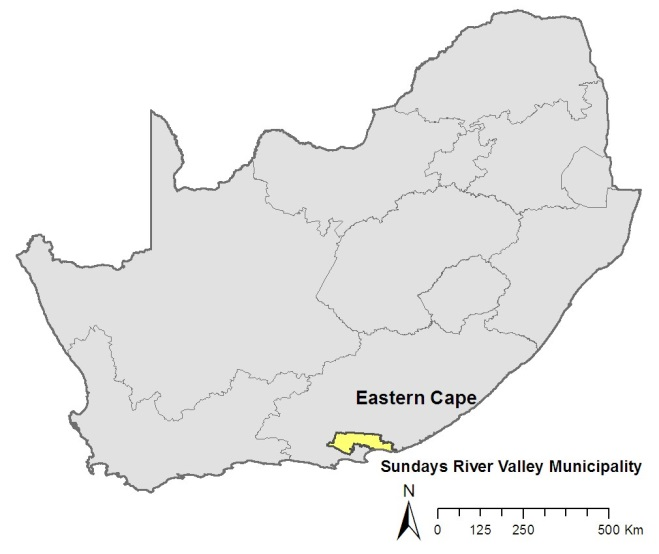 Eastern Cape
Sundays River Valley Municipality
N
0 125 250 500 Km